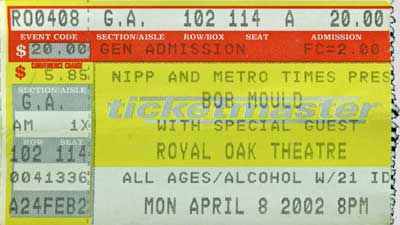 RO0408 G.A. 102 114 A 20.00
EVENT CODE SECTION/AISLE ROW/BOX SEAT ADMISSION
$ 20.00 GEN ADMISSION FC=2.00
CONVENIENCE CHARGE
$ 5.85 NIPP AND METRO TIMES PRES
SECTION/AISLE
G.A. BOB MOULD
ticketmaster
AM 1X WITH SPECIAL GUEST
ROW SEAT
102 114 ROYAL OAK THEATRE
0041336 ALL AGES/ALCOHOL W/21 ID
A24FEB2 MON APRIL 8 2002 8PM